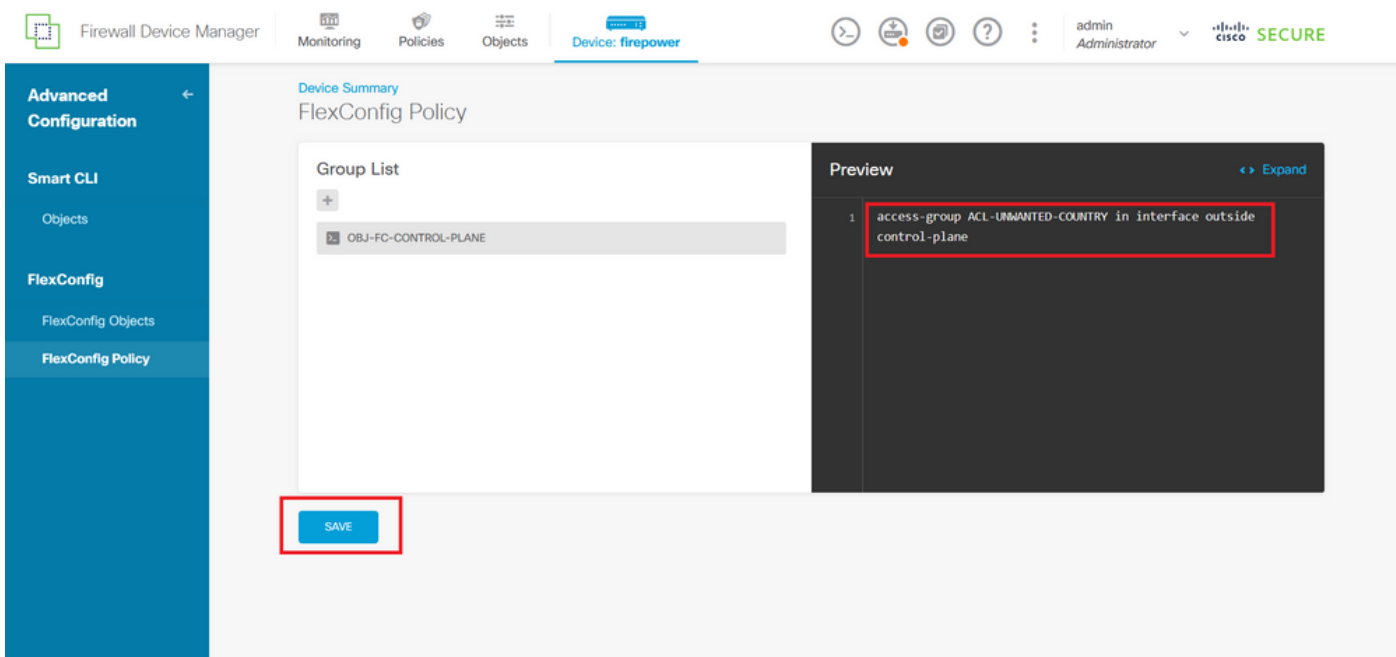 Firewall Device Manager
Monitoring
Policies
Objects
Device: firepower
admin
Administrator
cisco SECURE
Advanced
Configuration
Smart CLI
Objects
FlexConfig
FlexConfig Objects
FlexConfig Policy
Device Summary
FlexConfig Policy
Group List
+
OBJ-FC-CONTROL-PLANE
SAVE
Preview
Expand
1 access-group ACL-UNWANTED-COUNTRY in interface outside
control-plane